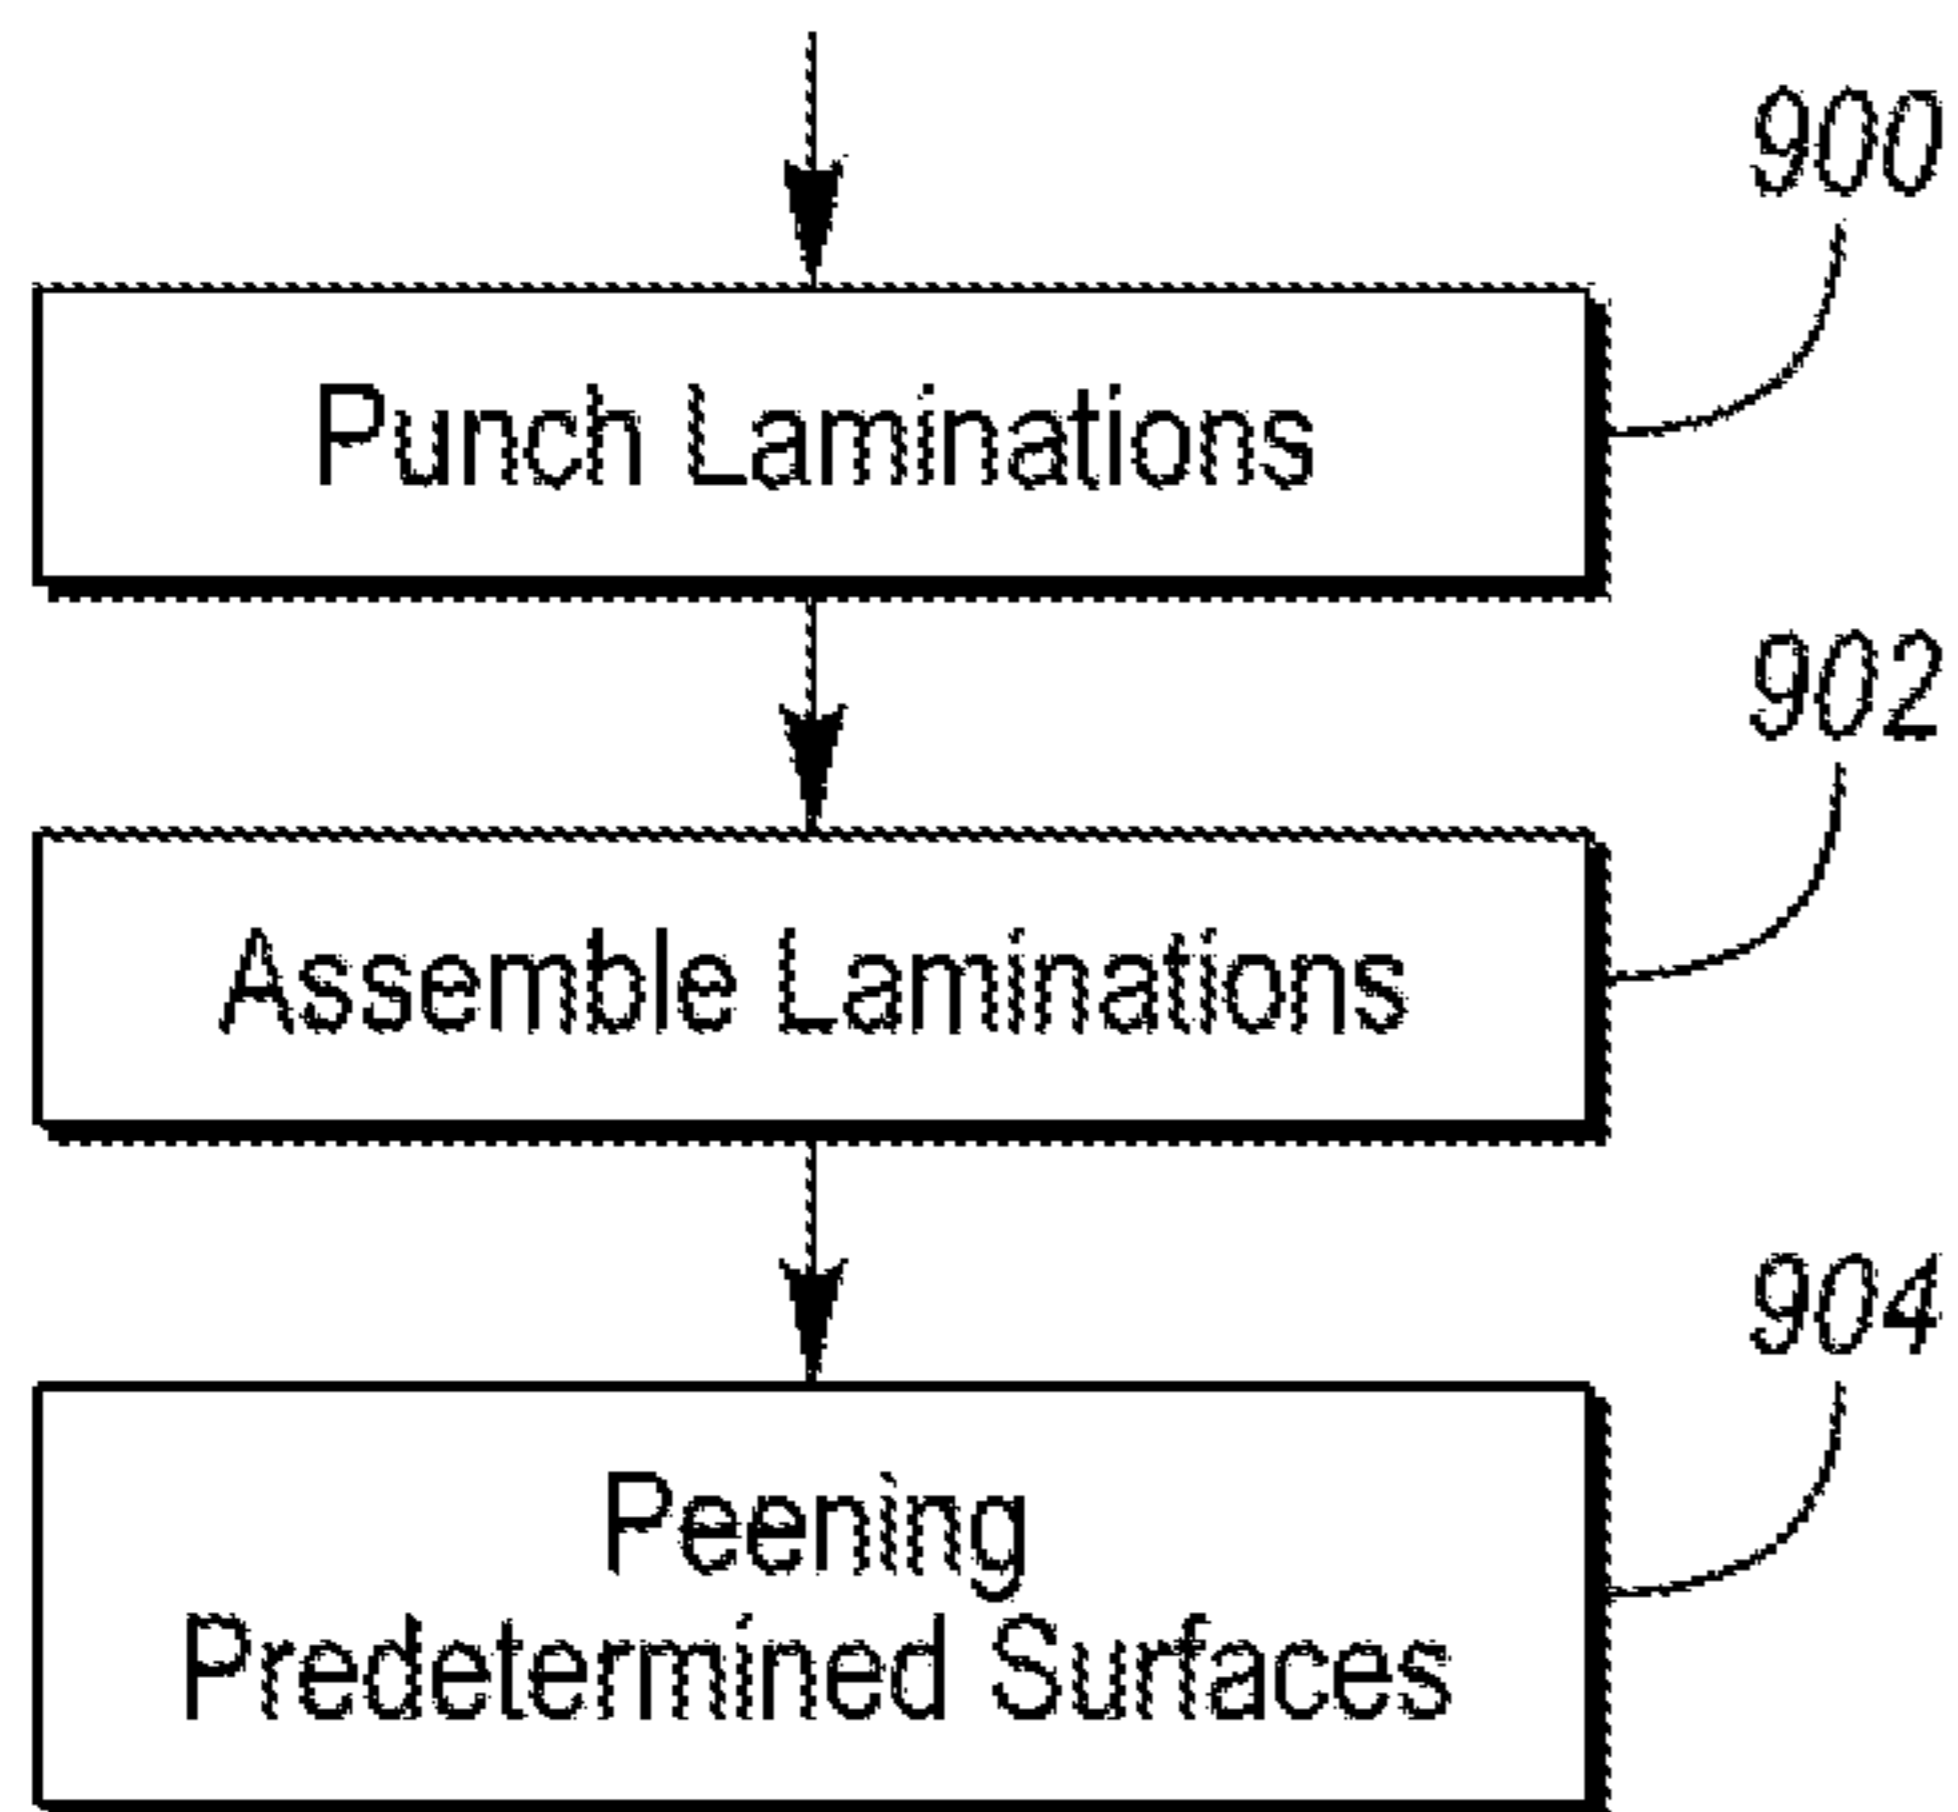 900
Punch Laminations
902
Assemble Laminations
904
Peening
Predetermined Surfaces